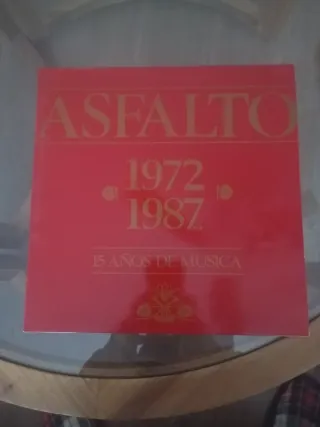 ASFALTO
1972
1987
15 AÑOS DE MUSICA